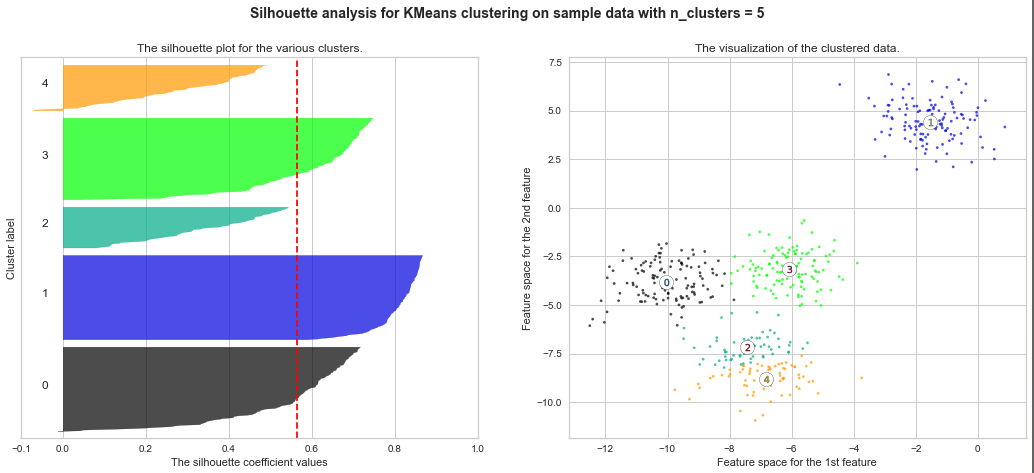 Silhouette analysis for KMeans clustering on sample data with n_clusters = 5
The silhouette plot for the various clusters.
4
3
2
1
0
Cluster label
−0.1 0.0 0.2 0.4 0.6 0.8 1.0
The silhouette coefficient values
The visualization of the clustered data.
7.5
5.0
2.5
0.0
−2.5
−5.0
−7.5
−10.0
Feature space for the 2nd feature
1
3
0
2
4
−12 −10 −8 −6 −4 −2 0
Feature space for the 1st feature